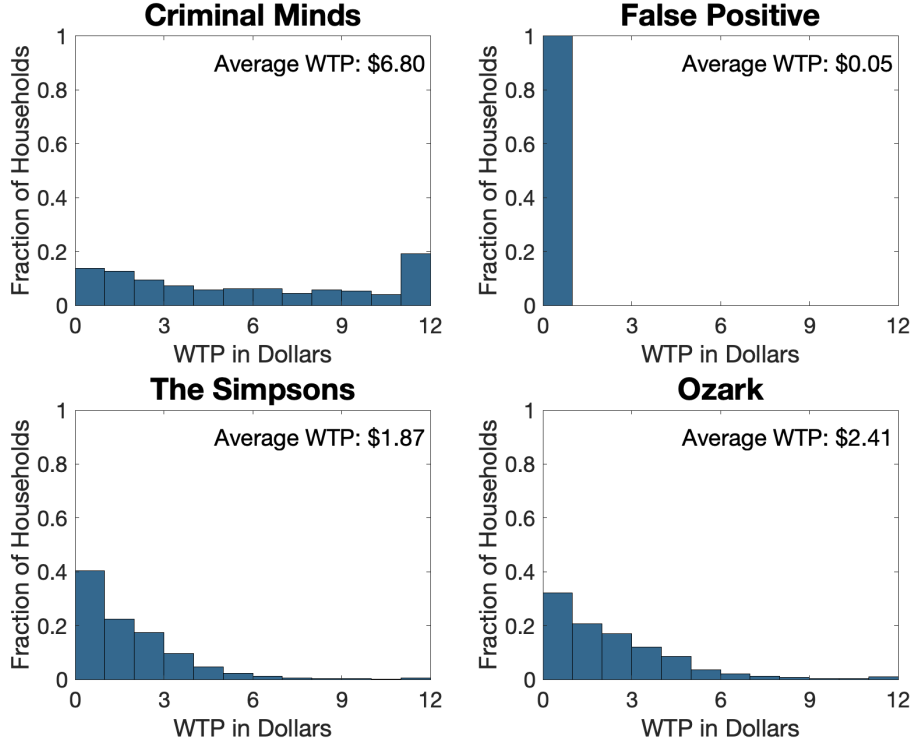 Criminal Minds
Average WTP: $6.80
Fraction of Households
1
0.8
0.6
0.4
0.2
0
0 3 6 9 12
WTP in Dollars
False Positive
Average WTP: $0.05
Fraction of Households
1
0.8
0.6
0.4
0.2
0
0 3 6 9 12
WTP in Dollars
The Simpsons
Average WTP: $1.87
Fraction of Households
1
0.8
0.6
0.4
0.2
0
0 3 6 9 12
WTP in Dollars
Ozark
Average WTP: $2.41
Fraction of Households
1
0.8
0.6
0.4
0.2
0
0 3 6 9 12
WTP in Dollars